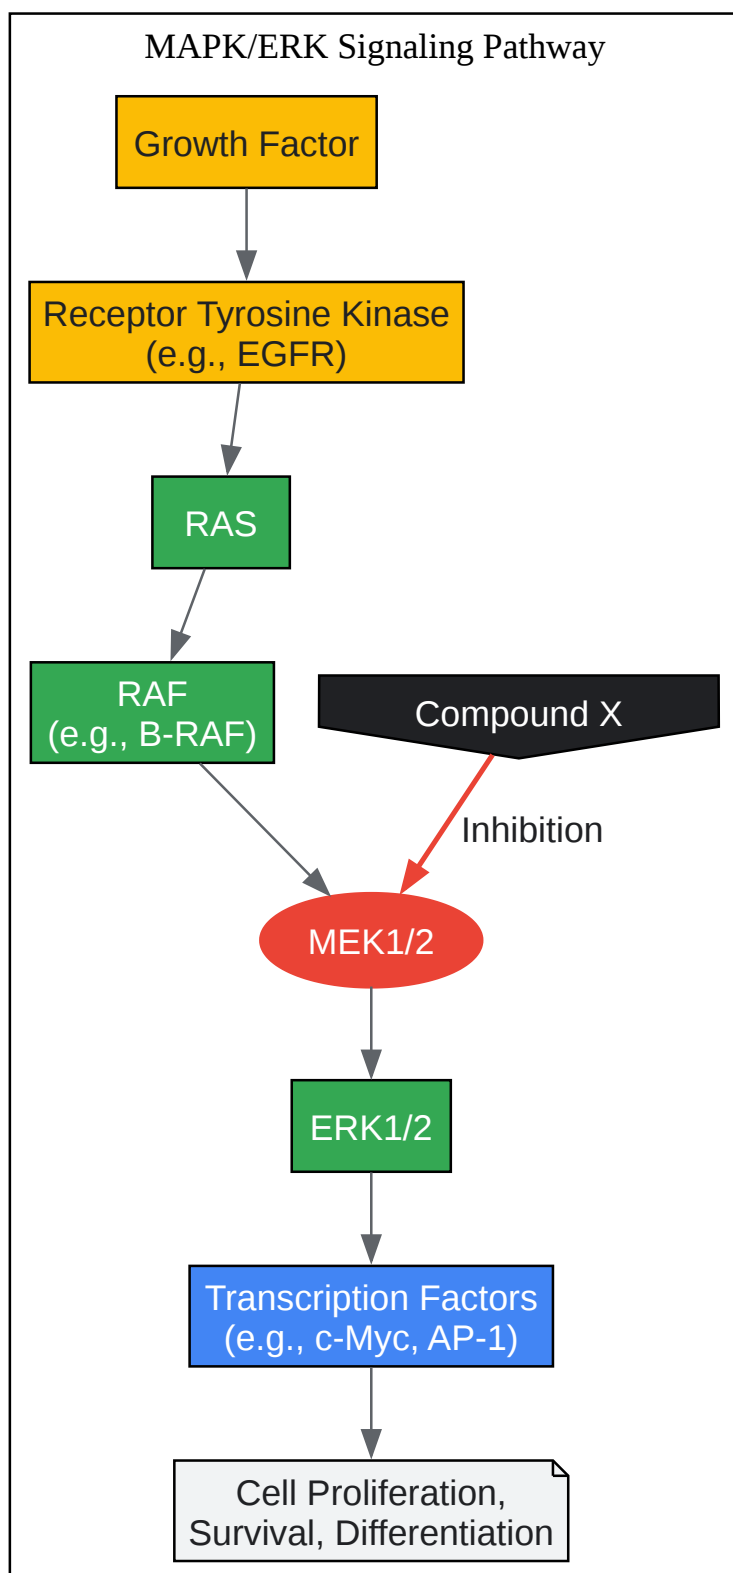 MAPK/ERK Signaling Pathway
Growth Factor
Receptor Tyrosine Kinase
(e.g., EGFR)
RAS
RAF
(e.g., B-RAF)
Compound X
Inhibition
MEK1/2
ERK1/2
Transcription Factors
(e.g., c-Myc, AP-1)
Cell Proliferation,
Survival, Differentiation